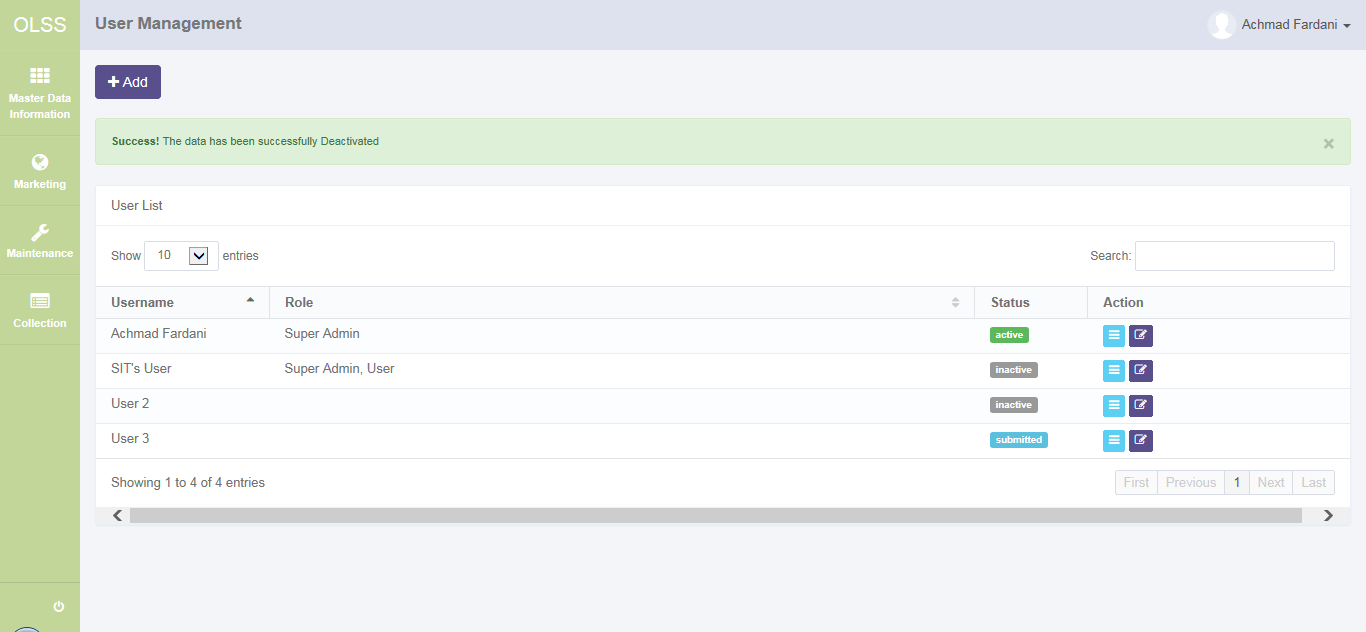 OLSS
User Management
Achmad Fardani
Master Data
Information
Marketing
Maintenance
Collection
Add
Success! The data has been successfully Deactivated
×
User List
Show 10 entries
Search:
Username Role Status Action
Achmad Fardani Super Admin active
SIT's User Super Admin, User inactive
User 2 inactive
User 3 submitted
Showing 1 to 4 of 4 entries
First Previous 1 Next Last